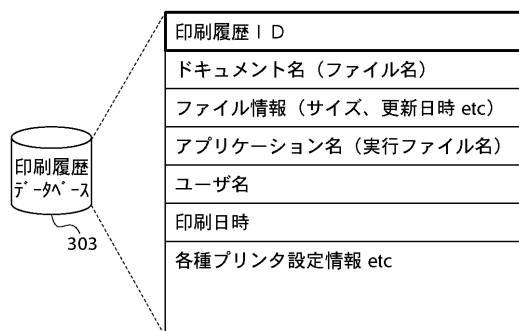 印刷履歴ＩＤ
ドキュメント名（ファイル名）
ファイル情報（サイズ、更新日時 etc）
アプリケーション名（実行ファイル名）
ユーザ名
印刷日時
各種プリンタ設定情報 etc
印刷履歴
ﾃﾞｰﾀﾍﾞｰｽ
303